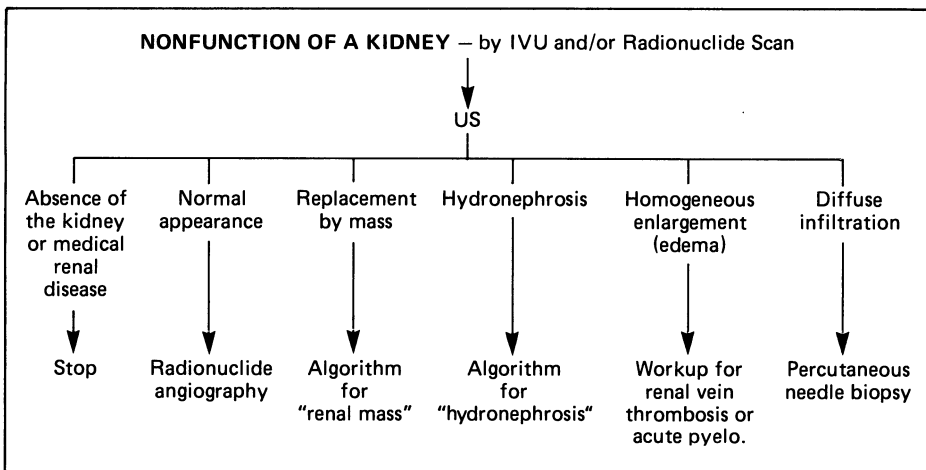 NONFUNCTION OF A KIDNEY – by IVU and/or Radionuclide Scan
US
Absence of
the kidney
or medical
renal
disease
Normal
appearance
Replacement
by mass
Hydronephrosis
Homogeneous
enlargement
(edema)
Diffuse
infiltration
Stop
Radionuclide
angiography
Algorithm
for
"renal mass"
Algorithm
for
"hydronephrosis"
Workup for
renal vein
thrombosis or
acute pyelo.
Percutaneous
needle biopsy